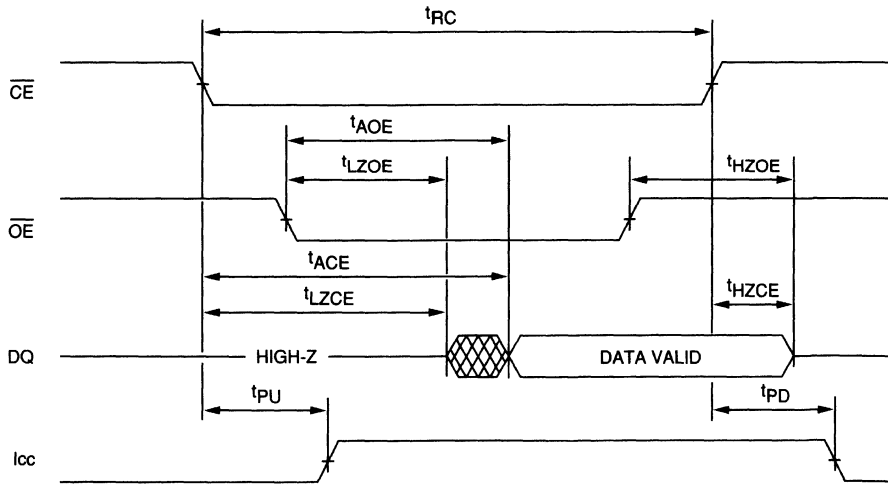 tRC
CE
tAOE
tLZOE
tHZOE
OE
tACE
tLZCE
tHZCE
DQ
HIGH-Z
DATA VALID
tPU
tPD
Icc